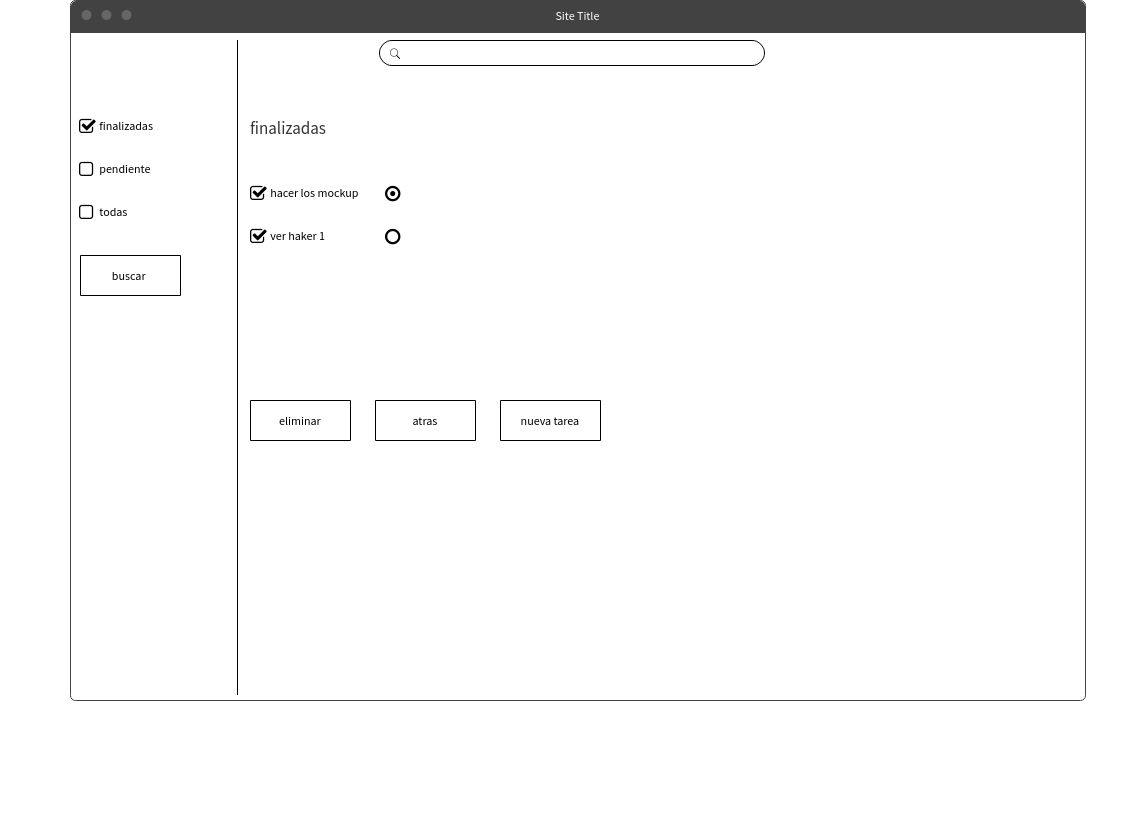 Site Title
finalizadas
pendiente
todas
buscar
finalizadas
hacer los mockup
ver haker 1
eliminar
atras
nueva tarea